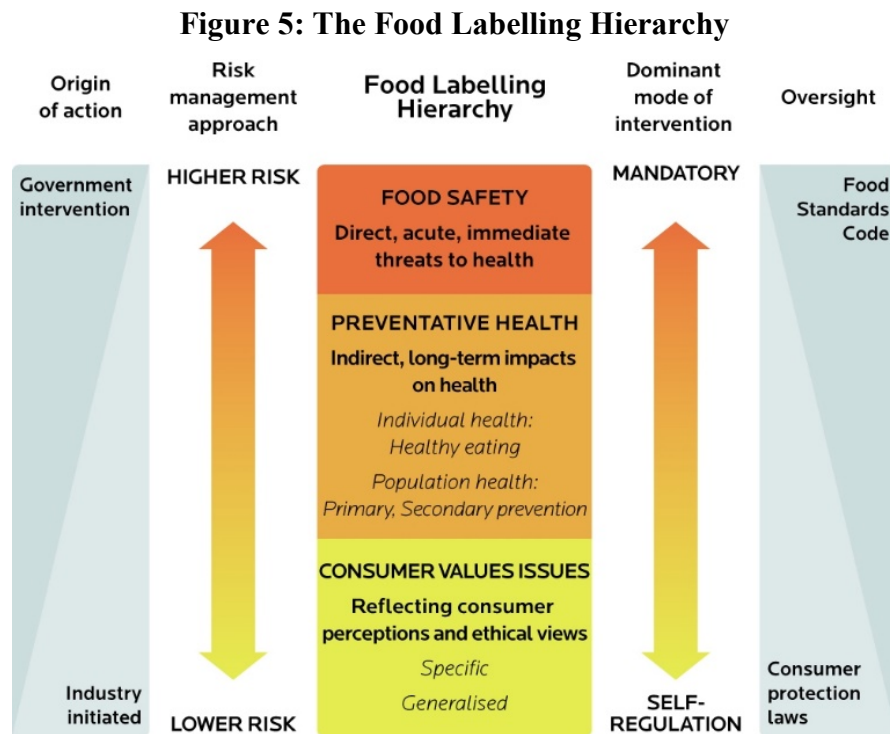 Figure 5: The Food Labelling Hierarchy
Origin
of action
Risk
management
approach
Food Labelling
Hierarchy
Dominant
mode of
intervention
Oversight
Government
intervention
Industry
initiated
HIGHER RISK
LOWER RISK
FOOD SAFETY
Direct, acute, immediate
threats to health
PREVENTATIVE HEALTH
Indirect, long-term impacts
on health
Individual health:
Healthy eating
Population health:
Primary, Secondary prevention
CONSUMER VALUES ISSUES
Reflecting consumer
perceptions and ethical views
Specific
Generalised
MANDATORY
SELF-
REGULATION
Food
Standards
Code
Consumer
protection
laws